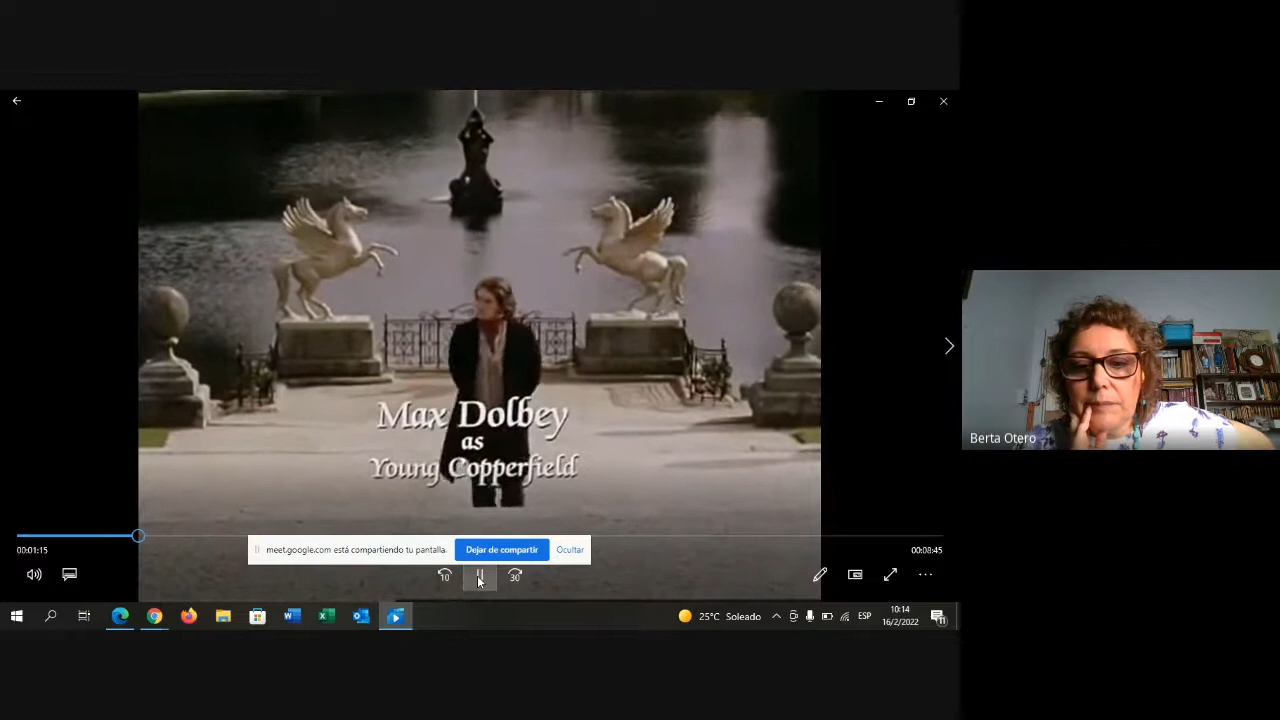 Max Dolbey
as
Young Copperfield
Berta Otero
00:01:15
meet.google.com está compartiendo tu pantalla.
Dejar de compartir
Ocultar
00:08:45
10
30
25°C Soleado
ESP
10:14
16/2/2022
11